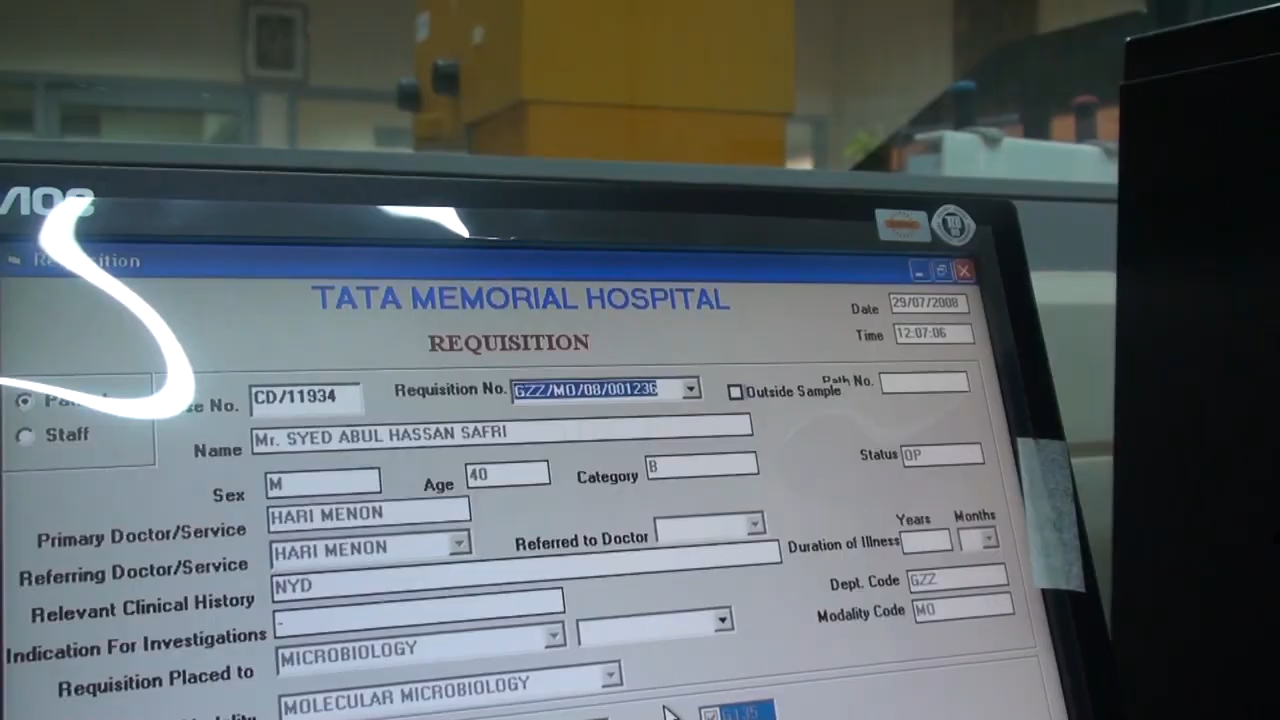 AOC
Requisition
TATA MEMORIAL HOSPITAL
Date 29/07/2008
REQUISITION
Time 12:07:06
CD/11934 Requisition No. GZZ/MO/08/001236 Outside Sample Path No.
Staff
Name Mr. SYED ABUL HASSAN SAFRI
Status OP
Sex M Age 40 Category B
Primary Doctor/Service HARI MENON
Years Months
Referring Doctor/Service HARI MENON Referred to Doctor Duration of Illness
Relevant Clinical History NYD
Dept. Code GZZ
Indication For Investigations -
Modality Code MO
Requisition Placed to MICROBIOLOGY
MOLECULAR MICROBIOLOGY